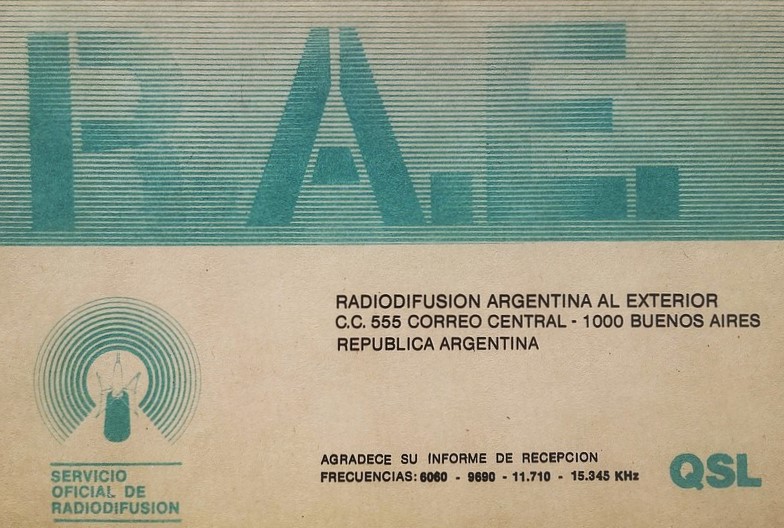 R.A.E.
RADIODIFUSION ARGENTINA AL EXTERIOR
C.C. 555 CORREO CENTRAL - 1000 BUENOS AIRES
REPUBLICA ARGENTINA
AGRADECE SU INFORME DE RECEPCION
FRECUENCIAS: 6060 - 9690 - 11.710 - 15.345 KHz
QSL
SERVICIO
OFICIAL DE
RADIODIFUSION